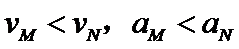 v_M < v_N, a_M < a_N